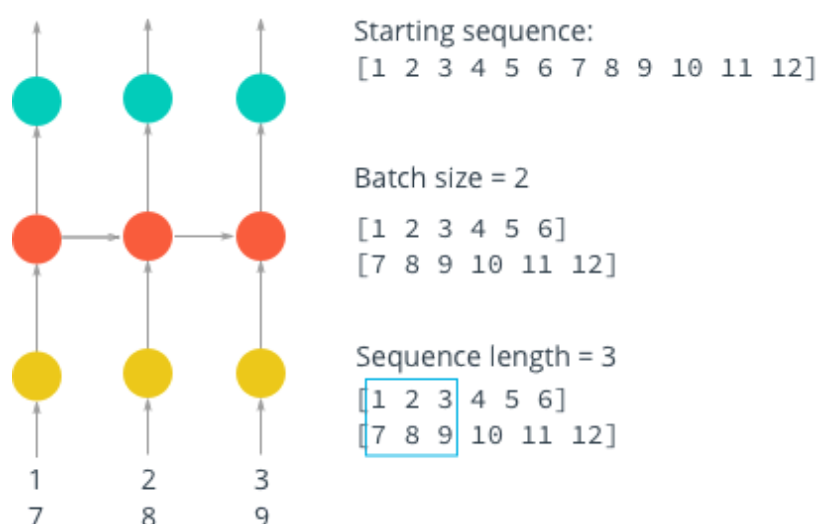 Starting sequence:
[1 2 3 4 5 6 7 8 9 10 11 12]
Batch size = 2
[1 2 3 4 5 6]
[7 8 9 10 11 12]
Sequence length = 3
[1 2 3 4 5 6]
[7 8 9 10 11 12]
1 2 3
7 8 9